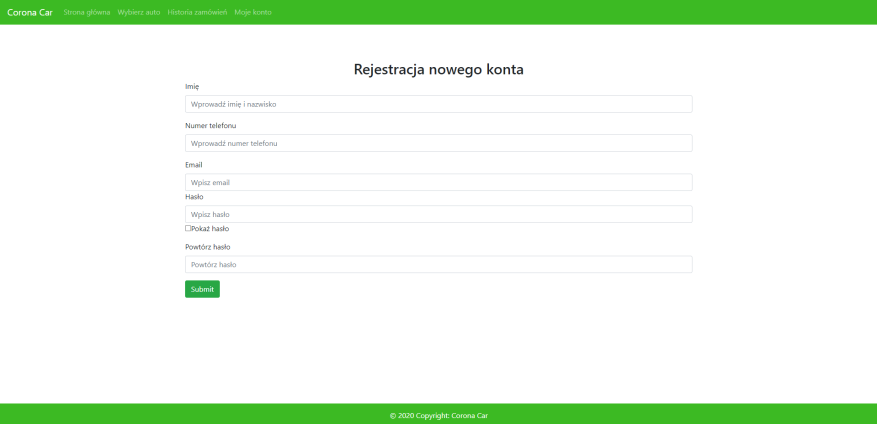 Corona Car Strona główna Wybierz auto Historia zamówień Moje konto
Rejestracja nowego konta
Imię
Wprowadź imię i nazwisko
Numer telefonu
Wprowadź numer telefonu
Email
Wpisz email
Hasło
Wpisz hasło
Pokaż hasło
Powtórz hasło
Powtórz hasło
Submit
© 2020 Copyright: Corona Car